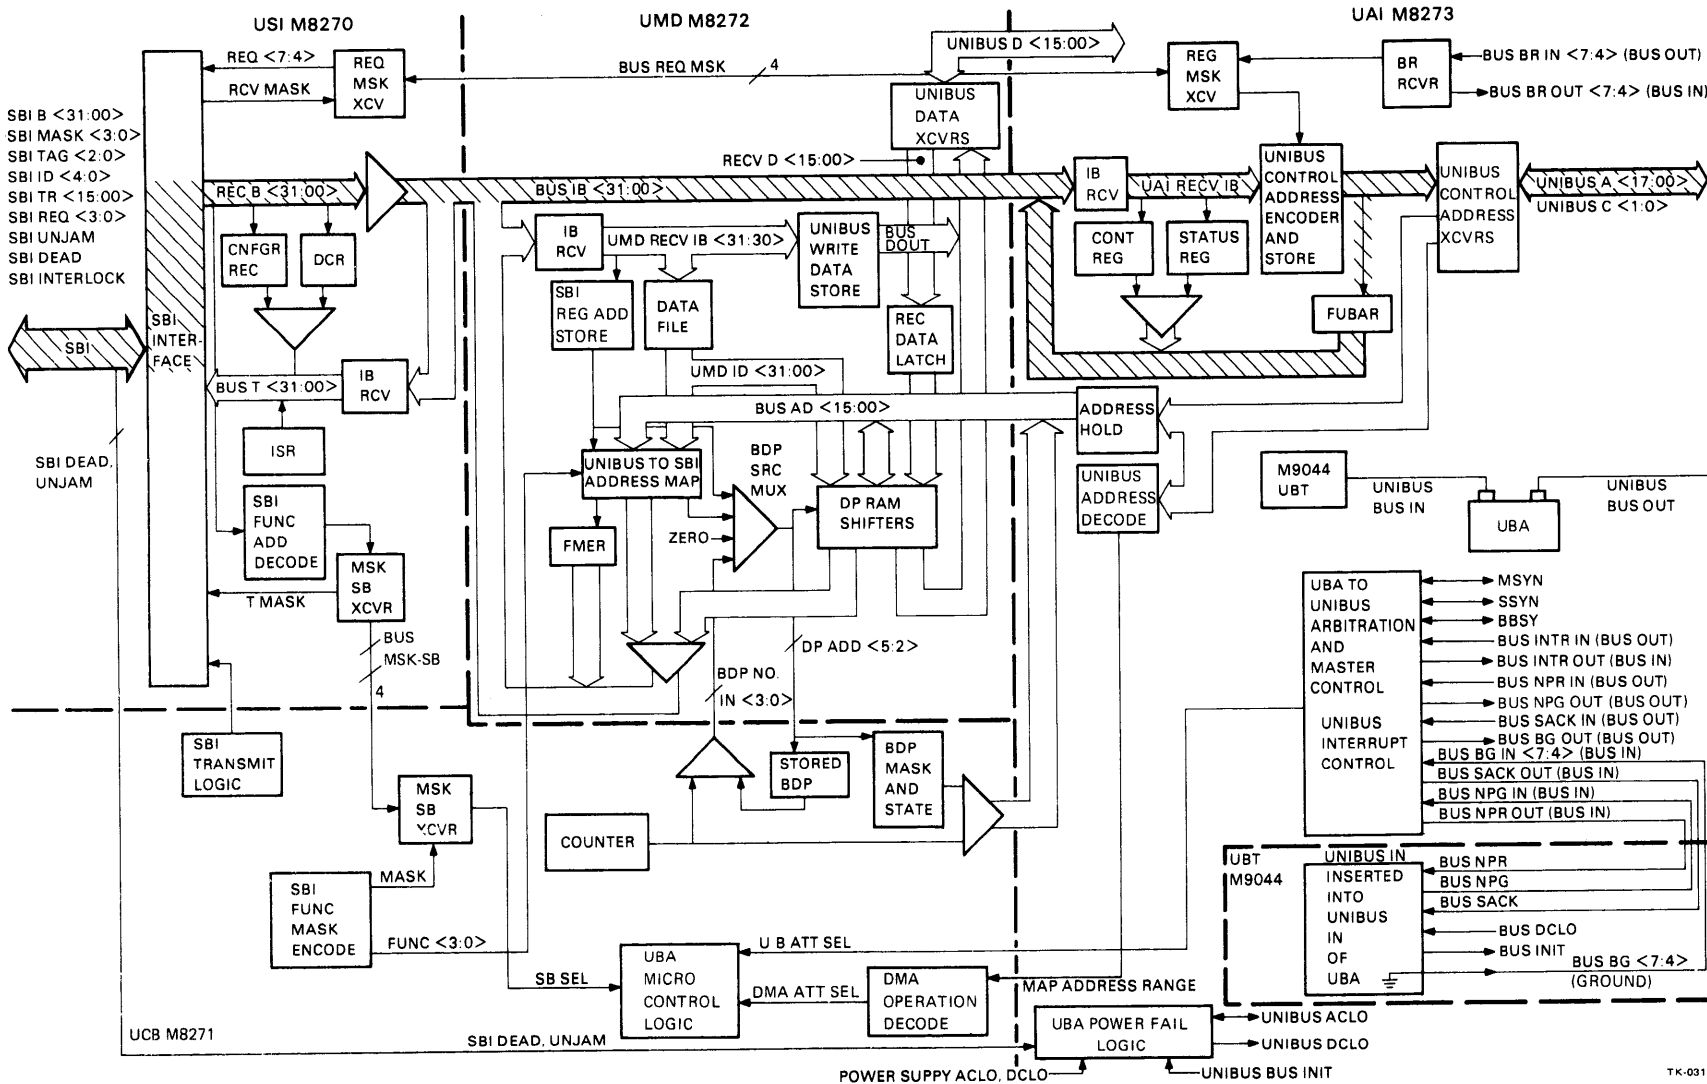 USI M8270
UMD M8272
UAI M8273
REQ <7:4>
RCV MASK
REQ
MSK
XCV
BUS REQ MSK
4
UNIBUS D <15:00>
REG
MSK
XCV
BR
RCVR
BUS BR IN <7:4> (BUS OUT)
BUS BR OUT <7:4> (BUS IN)
SBI B <31:00>
SBI MASK <3:0>
SBI TAG <2:0>
SBI ID <4:0>
SBI TR <15:00>
SBI REQ <3:0>
SBI UNJAM
SBI DEAD
SBI INTERLOCK
SBI
SBI
INTER-
FACE
UNIBUS
DATA
XCVRS
RECV D <15:00>
REC B <31:00>
BUS IB <31:00>
IB
RCV
UAI RECV IB
UNIBUS
CONTROL
ADDRESS
ENCODER
AND
STORE
UNIBUS
CONTROL
ADDRESS
XCVRS
UNIBUS A <17:00>
UNIBUS C <1:0>
CNFGR
REC
DCR
IB
RCV
UMD RECV IB <31:30>
UNIBUS
WRITE
DATA
STORE
BUS
DOUT
CONT
REG
STATUS
REG
FUBAR
SBI
REG ADD
STORE
DATA
FILE
REC
DATA
LATCH
BUS T <31:00>
IB
RCV
UMD ID <31:00>
BUS AD <15:00>
ADDRESS
HOLD
ISR
SBI DEAD,
UNJAM
UNIBUS TO SBI
ADDRESS MAP
BDP
SRC
MUX
ZERO
DP RAM
SHIFTERS
UNIBUS
ADDRESS
DECODE
M9044
UBT
UNIBUS
BUS IN
UBA
UNIBUS
BUS OUT
SBI
FUNC
ADD
DECODE
FMER
MSK
SB
XCVR
T MASK
BUS
MSK-SB
4
DP ADD <5:2>
BDP NO.
IN <3:0>
UBA TO
UNIBUS
ARBITRATION
AND
MASTER
CONTROL
UNIBUS
INTERRUPT
CONTROL
MSYN
SSYN
BBSY
BUS INTR IN (BUS OUT)
BUS INTR OUT (BUS IN)
BUS NPR IN (BUS OUT)
BUS NPG OUT (BUS OUT)
BUS SACK IN (BUS OUT)
BUS BG OUT (BUS OUT)
BUS BG IN <7:4> (BUS IN)
BUS SACK OUT (BUS IN)
BUS NPG IN (BUS IN)
BUS NPR OUT (BUS IN)
SBI
TRANSMIT
LOGIC
STORED
BDP
BDP
MASK
AND
STATE
MSK
SB
XCVR
COUNTER
MASK
SBI
FUNC
MASK
ENCODE
FUNC <3:0>
UBT
M9044
UNIBUS IN
INSERTED
INTO
UNIBUS
IN
OF
UBA
BUS NPR
BUS NPG
BUS SACK
BUS DCLO
BUS INIT
BUS BG <7:4>
(GROUND)
SB SEL
UBA
MICRO
CONTROL
LOGIC
U B ATT SEL
DMA ATT SEL
DMA
OPERATION
DECODE
MAP ADDRESS RANGE
UCB M8271
SBI DEAD, UNJAM
UBA POWER FAIL
LOGIC
UNIBUS ACLO
UNIBUS DCLO
POWER SUPPY ACLO, DCLO
UNIBUS BUS INIT
TK-031